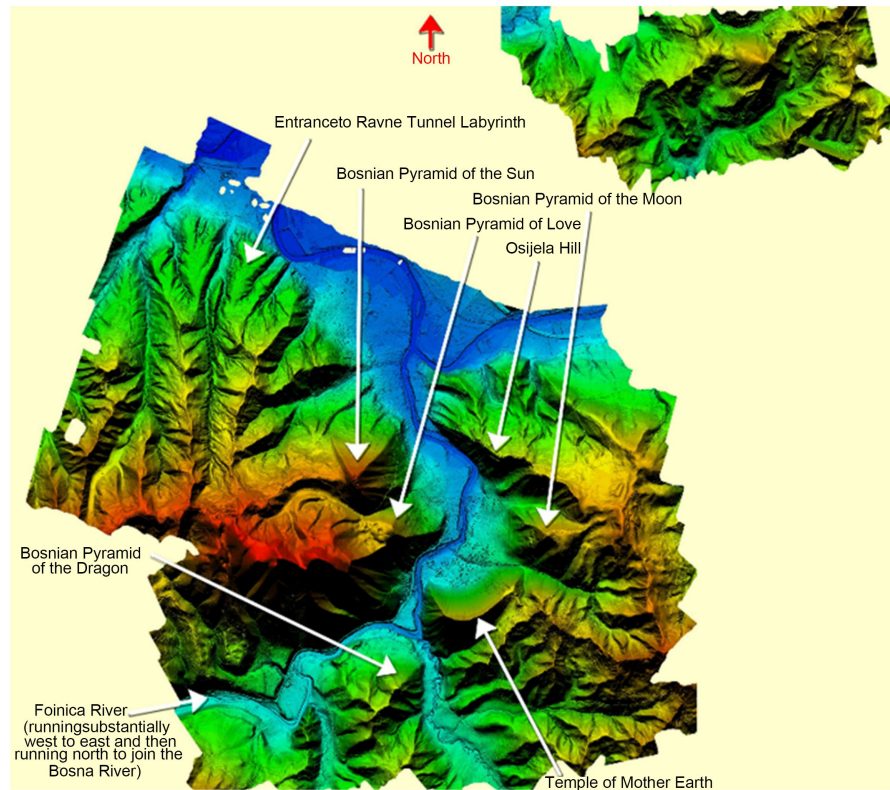 North
Entranceto Ravne Tunnel Labyrinth
Bosnian Pyramid of the Sun
Bosnian Pyramid of the Moon
Bosnian Pyramid of Love
Osijela Hill
Bosnian Pyramid
of the Dragon
Foinica River
(runningsubstantially
west to east and then
running north to join the
Bosna River)
Temple of Mother Earth